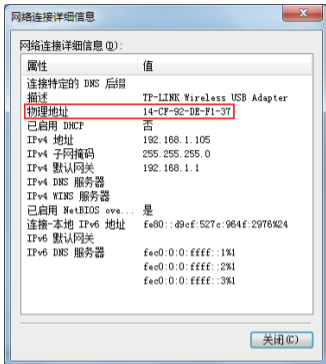 网络连接详细信息
网络连接详细信息(D):
属性 值
连接特定的 DNS 后缀
描述 TP-LINK Wireless USB Adapter
物理地址 14-CF-92-DE-F1-37
已启用 DHCP 否
IPv4 地址 192.168.1.105
IPv4 子网掩码 255.255.255.0
IPv4 默认网关 192.168.1.1
IPv4 DNS 服务器
IPv4 WINS 服务器
已启用 NetBIOS ove... 是
连接-本地 IPv6 地址 fe80::d9cf:527c:964f:2976%24
IPv6 默认网关
IPv6 DNS 服务器 fec0:0:0:ffff::1%1
fec0:0:0:ffff::2%1
fec0:0:0:ffff::3%1
关闭(C)